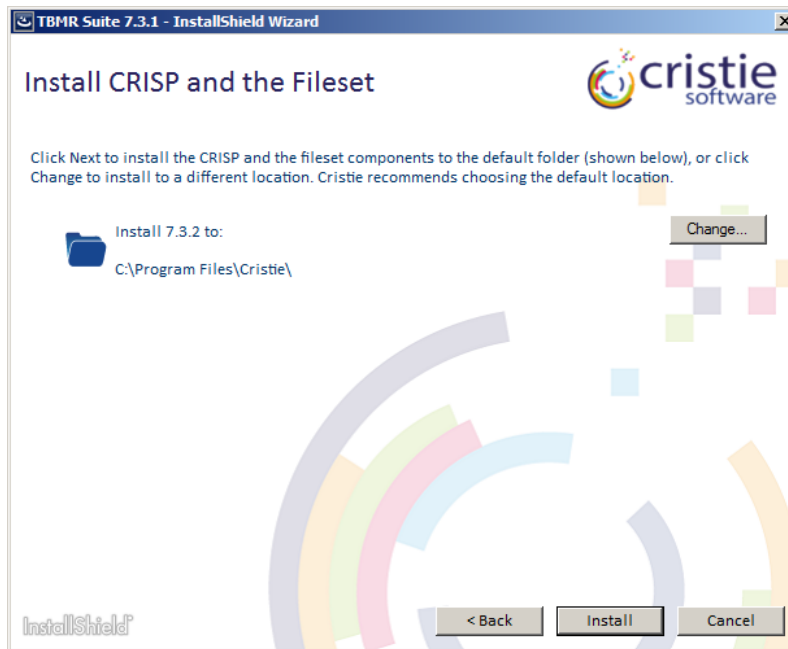 TBMR Suite 7.3.1 - InstallShield Wizard
Install CRISP and the Fileset
cristie
software
Click Next to install the CRISP and the fileset components to the default folder (shown below), or click
Change to install to a different location. Cristie recommends choosing the default location.
Install 7.3.2 to:
Change...
C:\Program Files\Cristie\
InstallShield
< Back
Install
Cancel